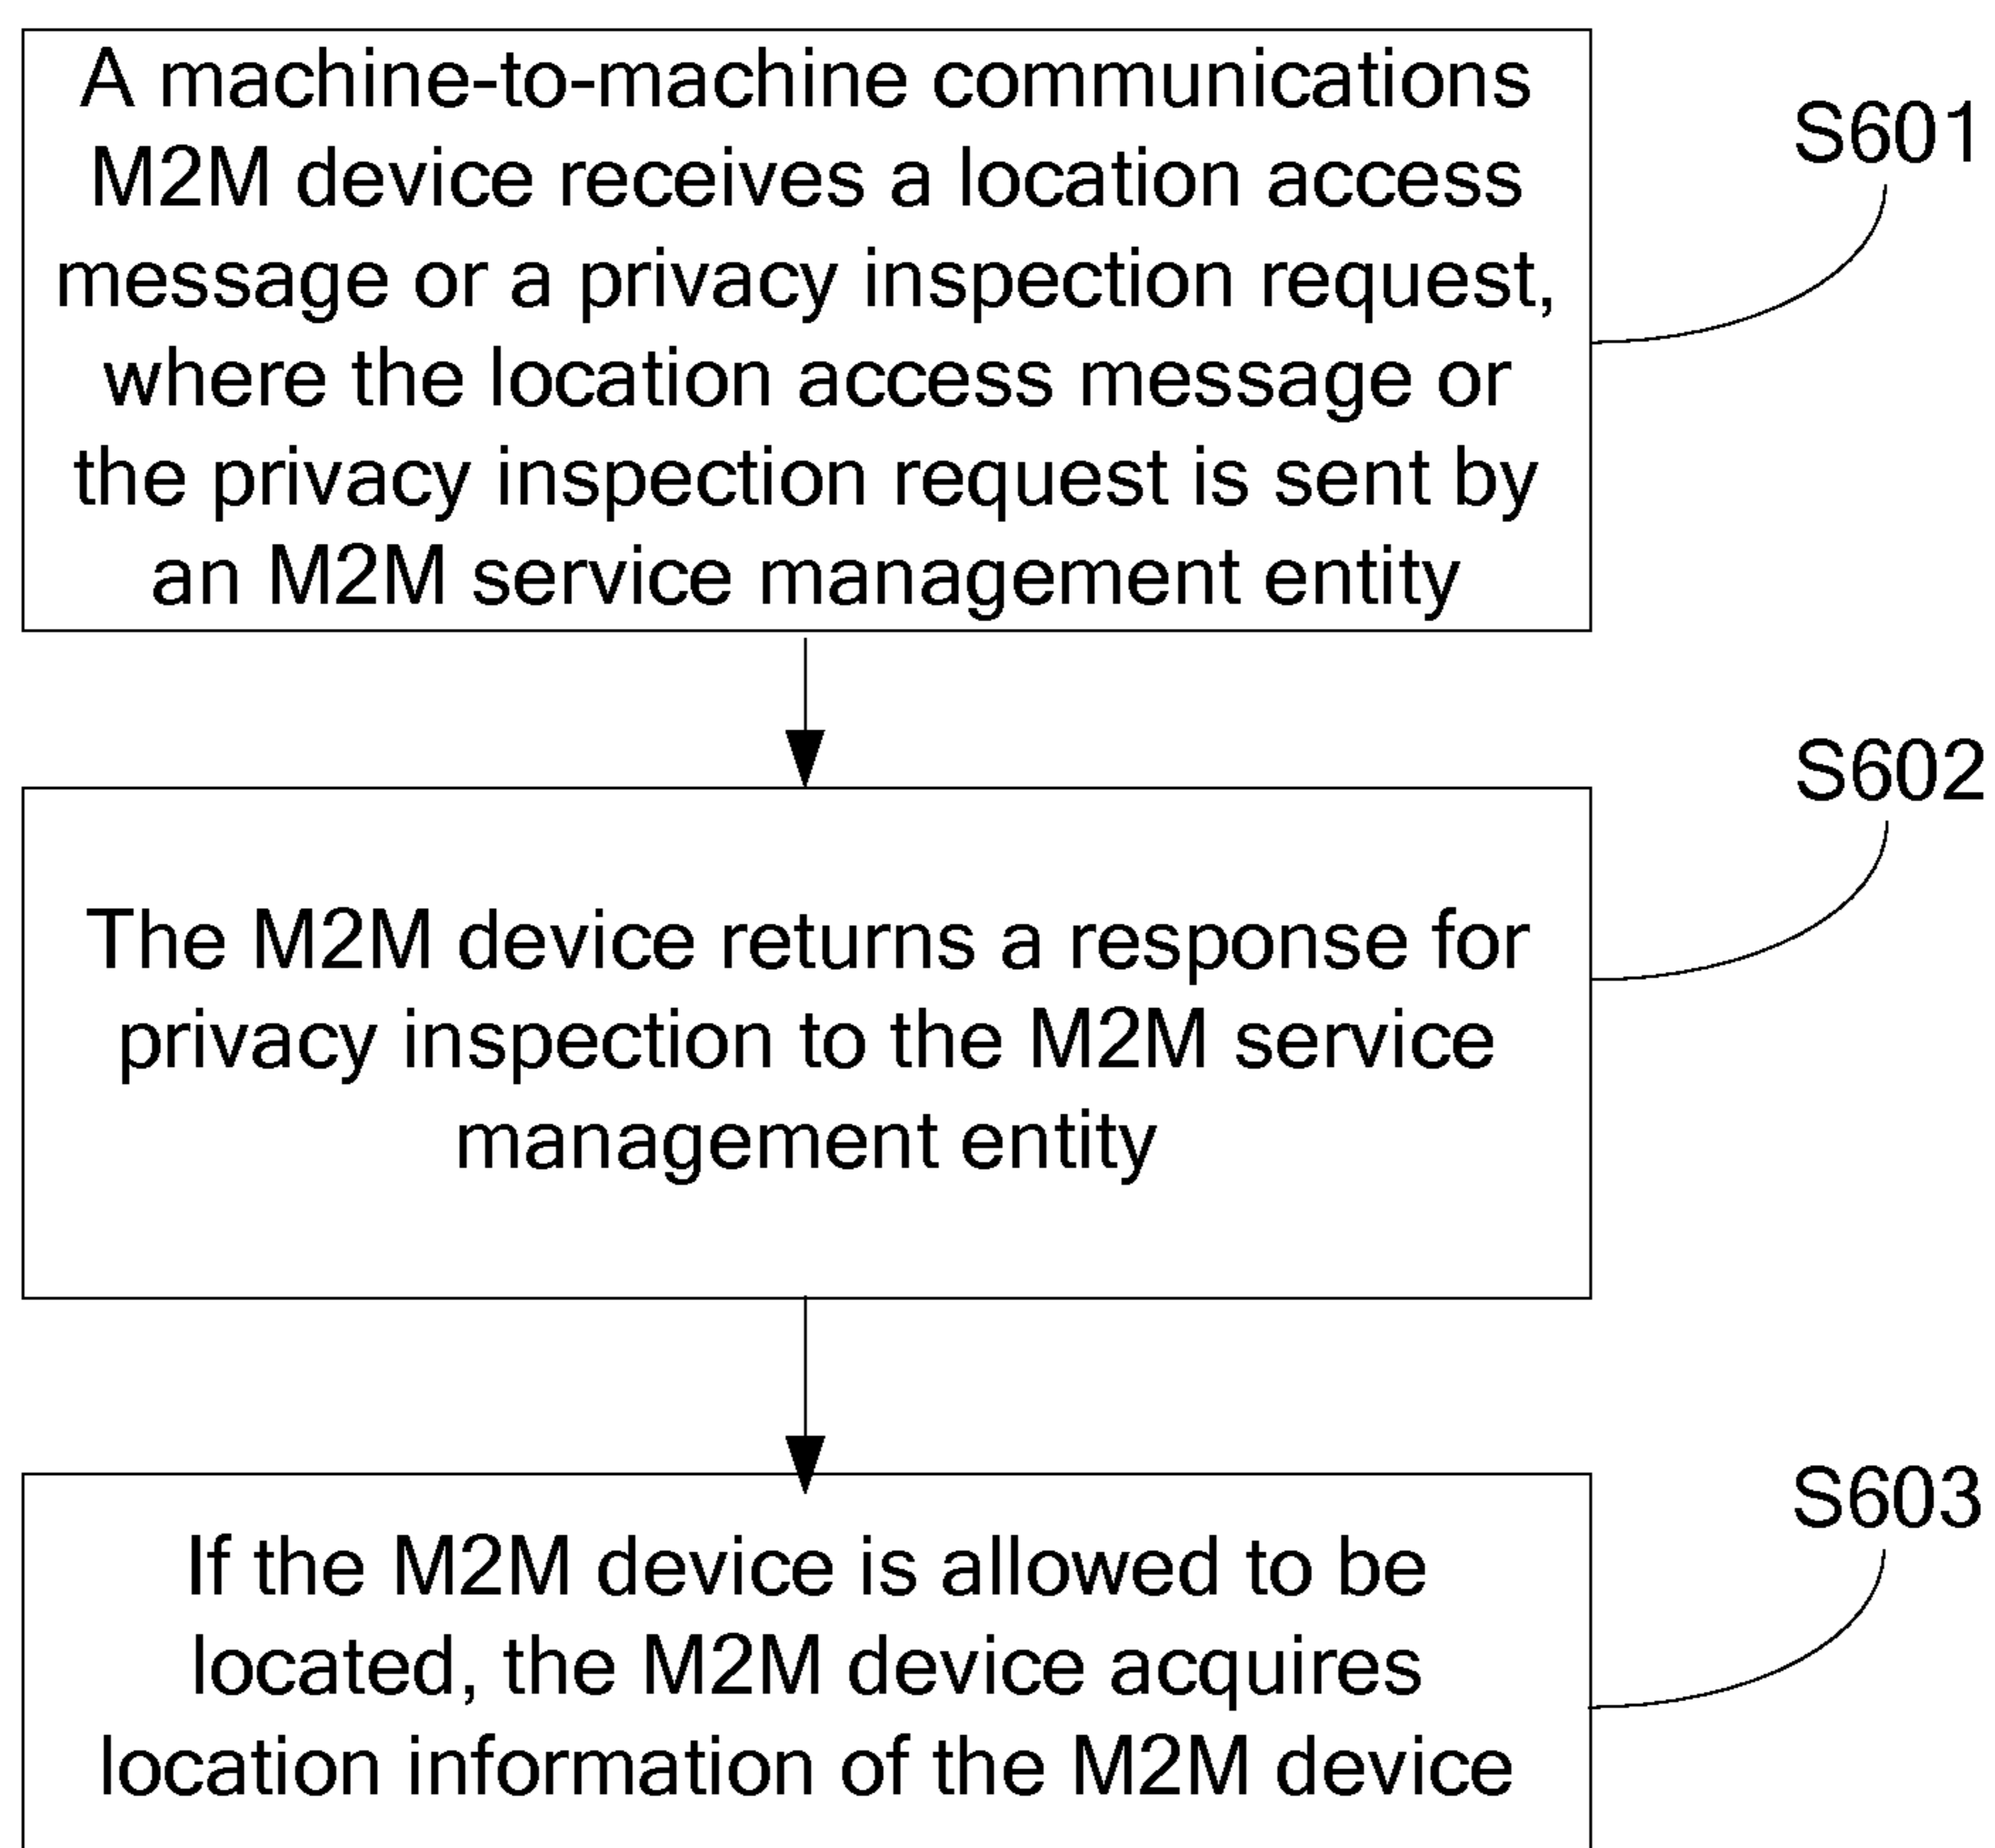 A machine-to-machine communications
M2M device receives a location access
message or a privacy inspection request,
where the location access message or
the privacy inspection request is sent by
an M2M service management entity
S601
The M2M device returns a response for
privacy inspection to the M2M service
management entity
S602
If the M2M device is allowed to be
located, the M2M device acquires
location information of the M2M device
S603